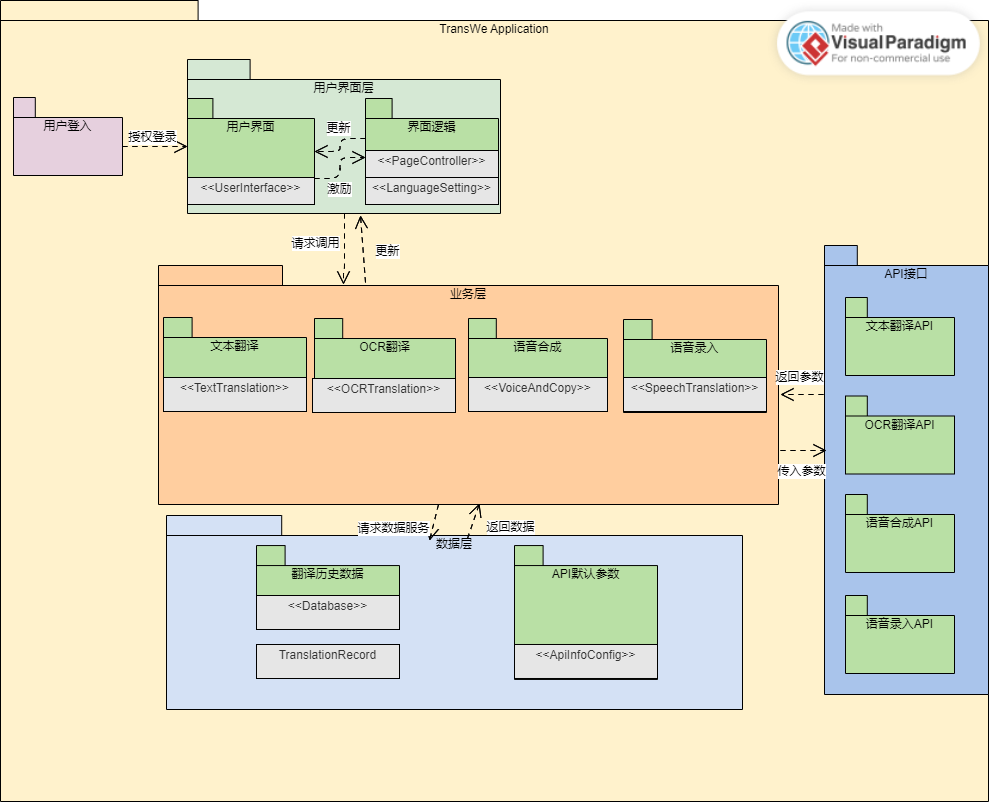 TransWe Application
Made with
VisualParadigm
For non-commercial use
用户登入
授权登录
用户界面层
用户界面
<<UserInterface>>
更新
激励
界面逻辑
<<PageController>>
<<LanguageSetting>>
请求调用
更新
业务层
文本翻译
<<TextTranslation>>
OCR翻译
<<OCRTranslation>>
语音合成
<<VoiceAndCopy>>
语音录入
<<SpeechTranslation>>
返回参数
传入参数
API接口
文本翻译API
OCR翻译API
语音合成API
语音录入API
请求数据服务
返回数据
数据层
翻译历史数据
<<Database>>
TranslationRecord
API默认参数
<<ApiInfoConfig>>